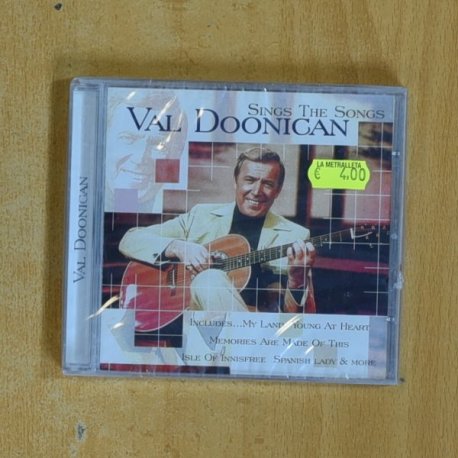 Sings The Songs
Val Doonican
LA METRALLETA
€ 4,00
Val Doonican
Includes...My Land Young At Heart
Memories Are Made Of This
Isle Of Innisfree Spanish Lady & More